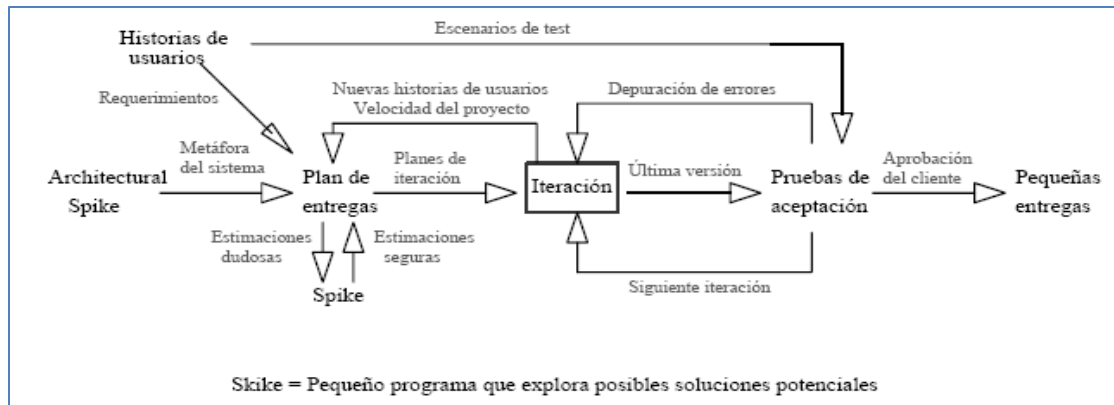 Historias de
usuarios
Escenarios de test
Requerimientos
Nuevas historias de usuarios
Velocidad del proyecto
Depuración de errores
Metáfora
del sistema
Architectural
Spike
Plan de
entregas
Planes de
iteración
Iteración
Última versión
Pruebas de
aceptación
Aprobación
del cliente
Pequeñas
entregas
Estimaciones
dudosas
Estimaciones
seguras
Spike
Siguiente iteración
Skike = Pequeño programa que explora posibles soluciones potenciales